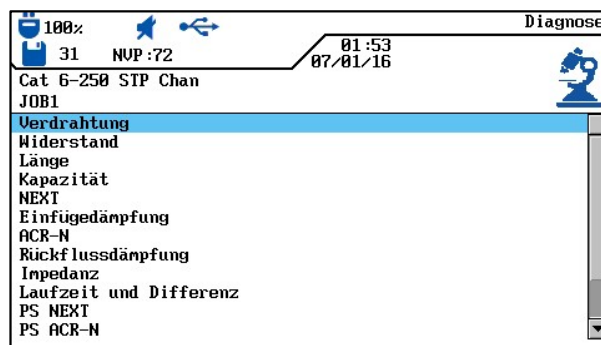 100% Diagnose
31 NVP:72 01:53
07/01/16
Cat 6-250 STP Chan
JOB1
Verdrahtung
Widerstand
Länge
Kapazität
NEXT
Einfügedämpfung
ACR-N
Rückflussdämpfung
Impedanz
Laufzeit und Differenz
PS NEXT
PS ACR-N